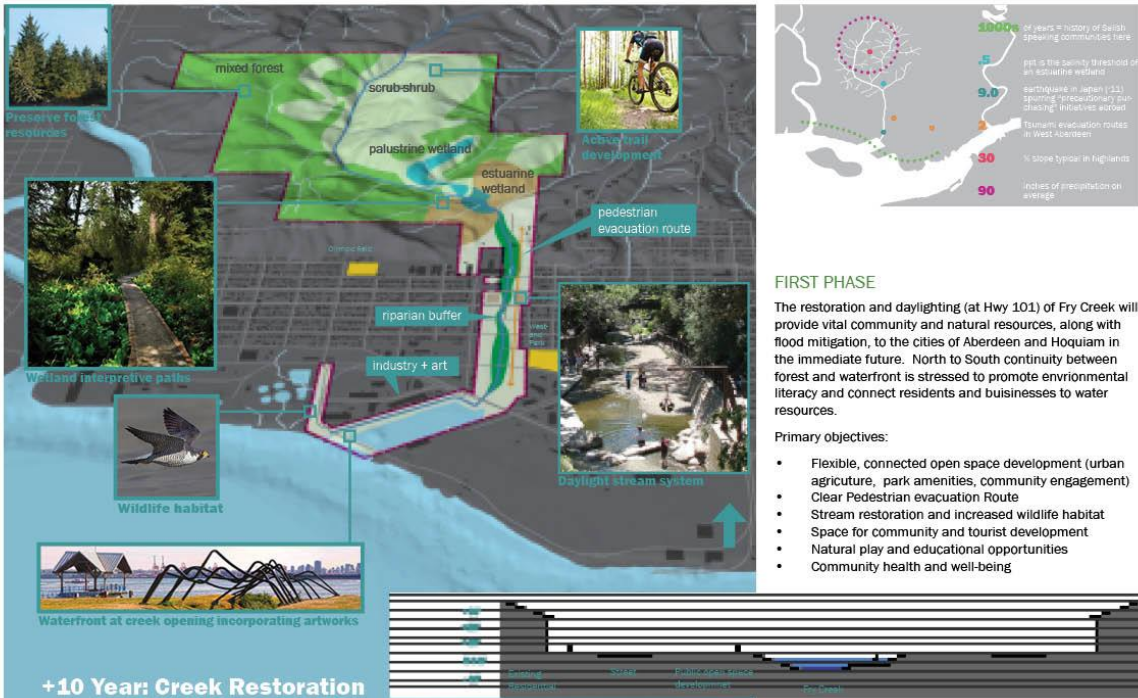 mixed forest
scrub-shrub
Preserve forest
resources
palustrine wetland
Active trail
development
estuarine
wetland
pedestrian
evacuation route
Olympic Field
riparian buffer
industry + art
Wetland interpretive paths
Wildlife habitat
Daylight stream system
Waterfront at creek opening incorporating artworks
+10 Year: Creek Restoration
1000s of years = history of Salish
speaking communities here
.5 ppt is the salinity threshold of
an estuarine wetland
9.0 earthquake in Japan ('11)
spurring "precautionary pur-
chasing" initiatives abroad
2 Tsunami evacuation routes
in West Aberdeen
30 % slope typical in highlands
90 inches of precipitation on
average
FIRST PHASE
The restoration and daylighting (at Hwy 101) of Fry Creek will
provide vital community and natural resources, along with
flood mitigation, to the cities of Aberdeen and Hoquiam in
the immediate future. North to South continuity between
forest and waterfront is stressed to promote envrionmental
literacy and connect residents and buisinesses to water
resources.
Primary objectives:
• Flexible, connected open space development (urban
agricuture, park amenities, community engagement)
• Clear Pedestrian evacuation Route
• Stream restoration and increased wildlife habitat
• Space for community and tourist development
• Natural play and educational opportunities
• Community health and well-being
Existing
Residential
Street
Public open space
Fry Creek